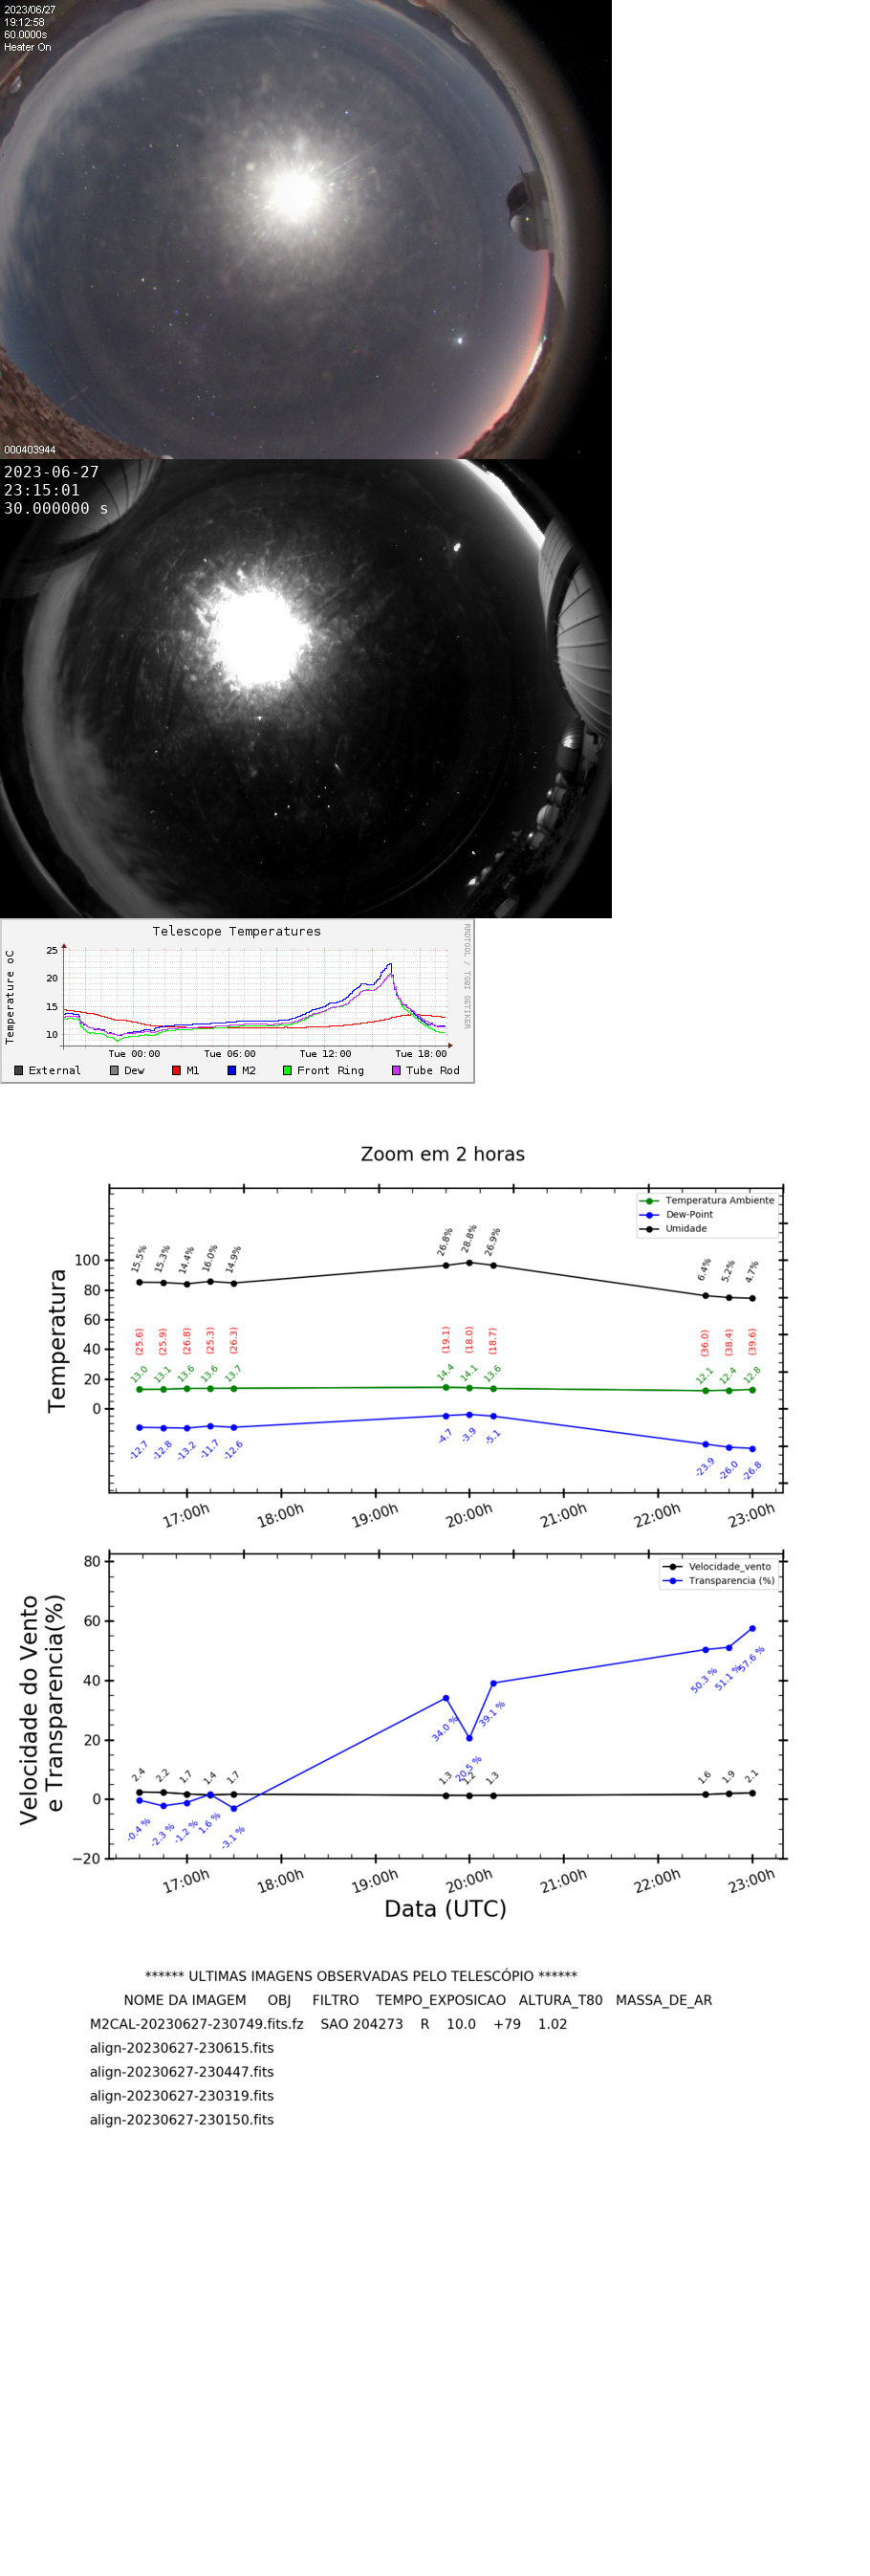 2023/06/27
19:12:58
60.0000s
Heater On
000403944
2023-06-27
23:15:01
30.000000 s
Telescope Temperatures
RRDTOOL / TOBI OETIKER
Temperature oC
25
20
15
10
Tue 00:00 Tue 06:00 Tue 12:00 Tue 18:00
External Dew M1 M2 Front Ring Tube Rod
Zoom em 2 horas
Temperatura Ambiente
Dew-Point
Umidade
Temperatura
100
80
60
40
20
0
15.5% 15.3% 14.4% 16.0% 14.9% 26.8% 28.8% 26.9% 6.4% 5.2% 4.7%
(25.6) (25.9) (26.8) (25.3) (26.3) (19.1) (18.0) (18.7) (36.0) (38.4) (39.6)
13.0 13.1 13.6 13.6 13.7 14.4 14.1 13.6 12.1 12.4 12.8
-12.7 -12.8 -13.2 -11.7 -12.6 -4.7 -3.9 -5.1 -23.9 -26.0 -26.8
17:00h 18:00h 19:00h 20:00h 21:00h 22:00h 23:00h
Velocidade_vento
Transparencia (%)
Velocidade do Vento
e Transparencia(%)
80
60
40
20
0
−20
2.4 2.2 1.7 1.4 1.7 1.3 1.2 1.3 1.6 1.9 2.1
-0.4 % -2.3 % -1.2 % 1.6 % -3.1 % 34.0 % 20.5 % 39.1 % 50.3 % 51.1 % 57.6 %
17:00h 18:00h 19:00h 20:00h 21:00h 22:00h 23:00h
Data (UTC)
****** ULTIMAS IMAGENS OBSERVADAS PELO TELESCÓPIO ******
NOME DA IMAGEM OBJ FILTRO TEMPO_EXPOSICAO ALTURA_T80 MASSA_DE_AR
M2CAL-20230627-230749.fits.fz SAO 204273 R 10.0 +79 1.02
align-20230627-230615.fits
align-20230627-230447.fits
align-20230627-230319.fits
align-20230627-230150.fits